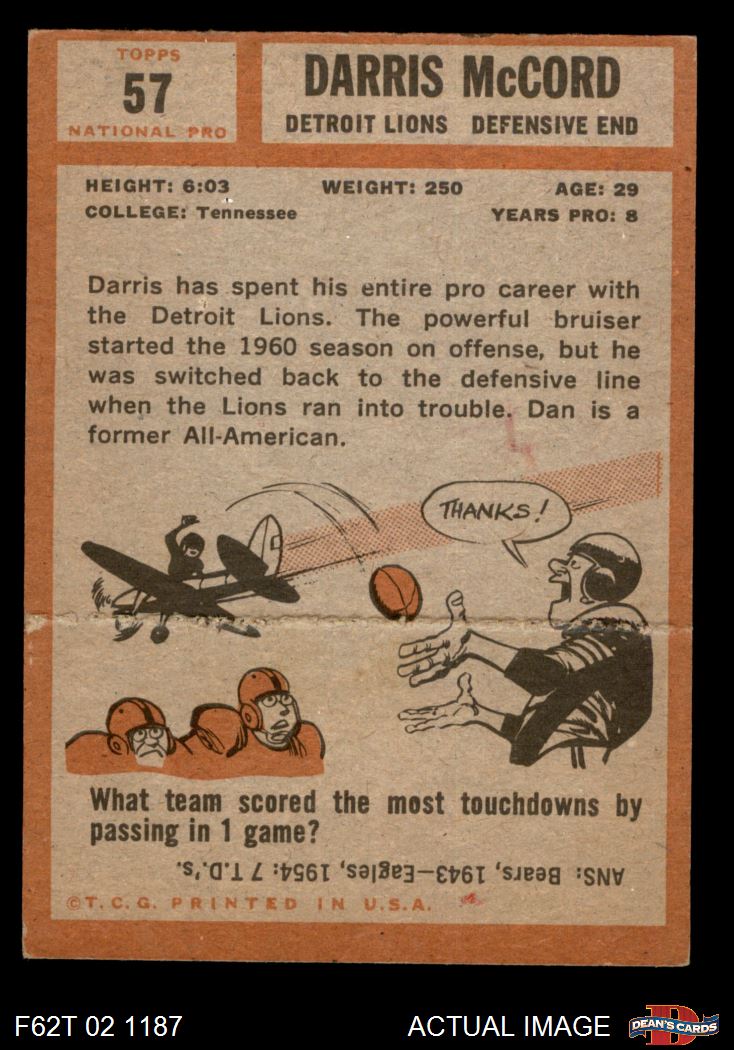 TOPPS
57
NATIONAL PRO
DARRIS McCORD
DETROIT LIONS DEFENSIVE END
HEIGHT: 6:03 WEIGHT: 250 AGE: 29
COLLEGE: Tennessee YEARS PRO: 8
Darris has spent his entire pro career with
the Detroit Lions. The powerful bruiser
started the 1960 season on offense, but he
was switched back to the defensive line
when the Lions ran into trouble. Dan is a
former All-American.
THANKS!
What team scored the most touchdowns by
passing in 1 game?
ANS: Bears, 1943—Eagles, 1954: 7 T.D.'s.
©T.C.G. PRINTED IN U.S.A.
F62T 02 1187 ACTUAL IMAGE DEAN'S CARDS